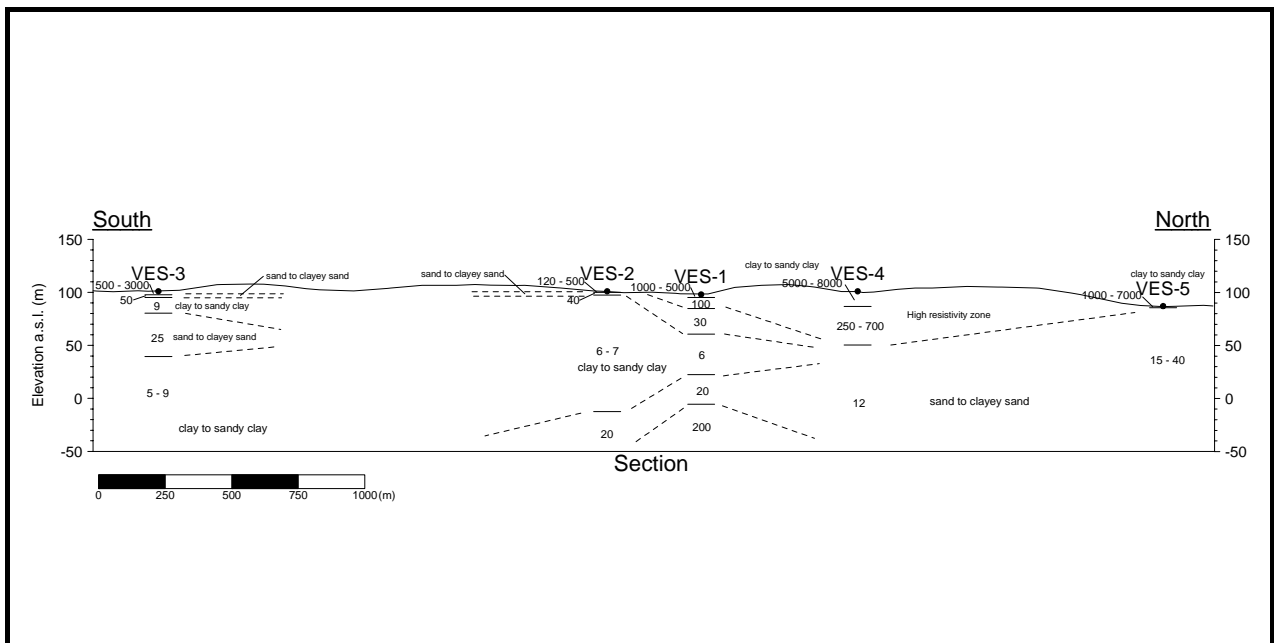 South
North
150
100
50
0
-50
Elevation a.s.l. (m)
150
100
50
0
-50
VES-3
1500 - 3000
50
9
25
5 - 9
sand to clayey sand
clay to sandy clay
sand to clayey sand
clay to sandy clay
sand to clayey sand
VES-2
120 - 500
40
6 - 7
clay to sandy clay
20
VES-1
1000 - 5000
100
30
6
20
200
clay to sandy clay
VES-4
5000 - 8000
250 - 700
12
High resistivity zone
sand to clayey sand
clay to sandy clay
VES-5
1000 - 7000
15 - 40
Section
0 250 500 750 1000 (m)